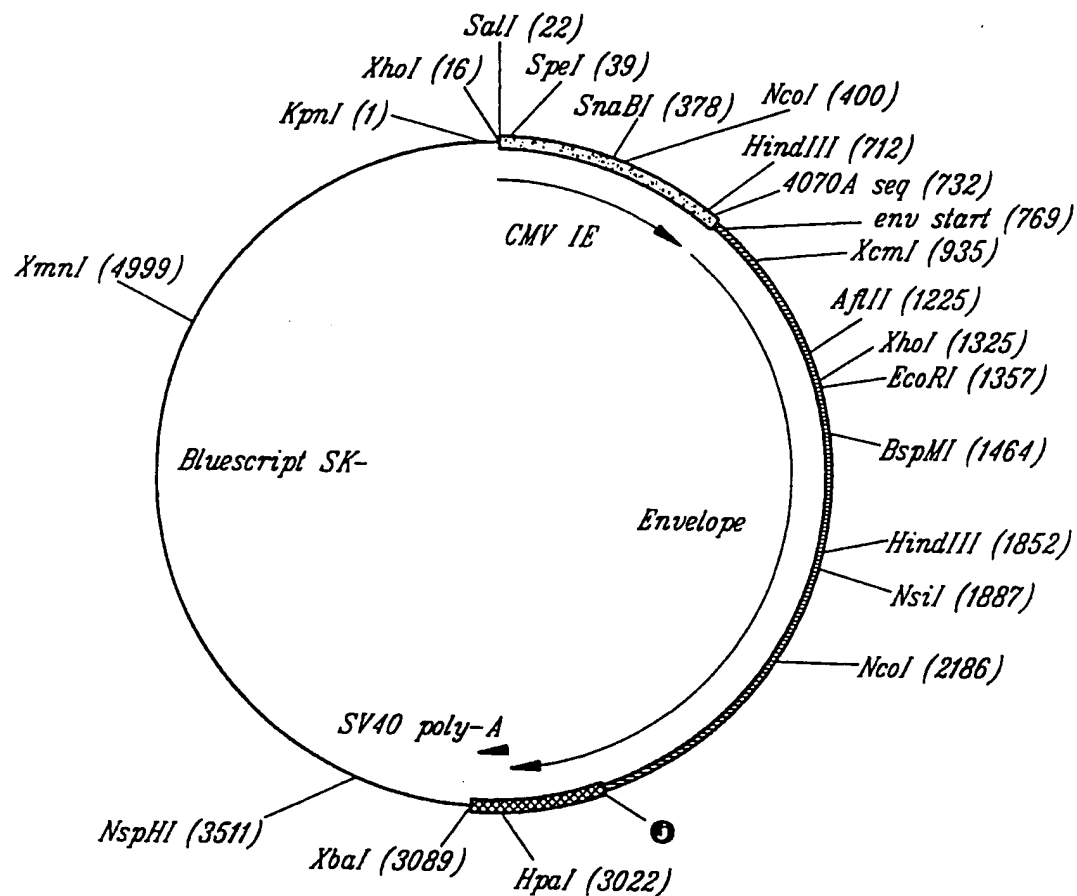 SalI (22)
XhoI (16)
SpeI (39)
KpnI (1)
SnaBI (378)
NcoI (400)
HindIII (712)
4070A seq (732)
env start (769)
CMV IE
XcmI (935)
XmnI (4999)
AflII (1225)
XhoI (1325)
EcoRI (1357)
Bluescript SK-
BspMI (1464)
Envelope
HindIII (1852)
NsiI (1887)
NcoI (2186)
SV40 poly-A
NspHI (3511)
XbaI (3089)
HpaI (3022)